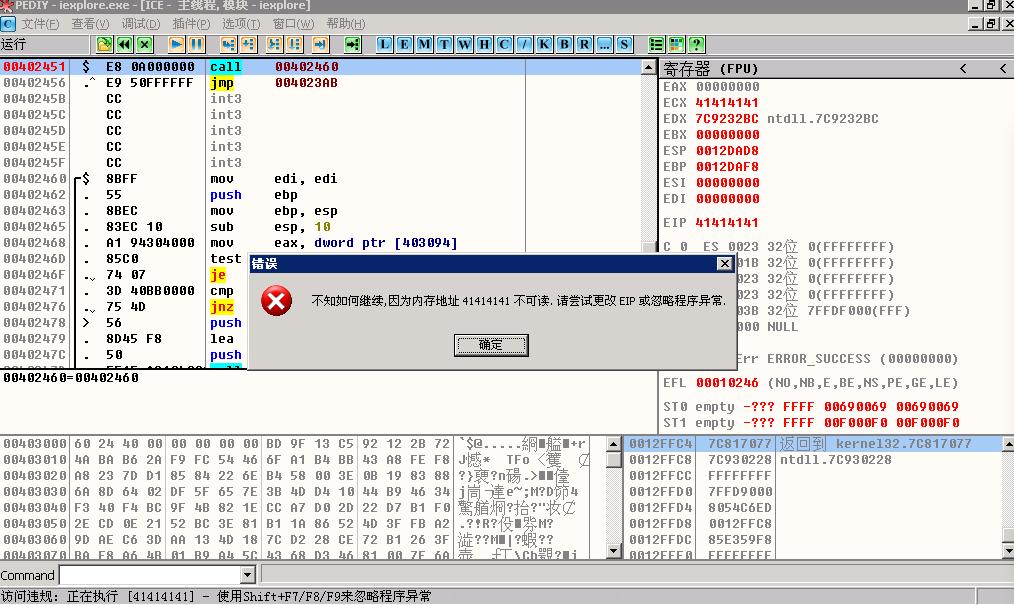 PEDIY - iexplore.exe - [ICE - 主线程, 模块 - iexplore]
C 文件(F) 查看(V) 调试(D) 插件(P) 选项(T) 窗口(W) 帮助(H)
运行 L E M T W H C / K B R ... S ?
00402451 $ E8 0A000000 call 00402460
00402456 .^ E9 50FFFFFF jmp 004023AB
0040245B CC int3
0040245C CC int3
0040245D CC int3
0040245E CC int3
0040245F CC int3
00402460 $ 8BFF mov edi, edi
00402462 . 55 push ebp
00402463 . 8BEC mov ebp, esp
00402465 . 83EC 10 sub esp, 10
00402468 . A1 94304000 mov eax, dword ptr [403094]
0040246D . 85C0 test
0040246F . 74 07 je
00402471 . 3D 40BB0000 cmp
00402476 . 75 4D jnz
00402478 > 56 push
00402479 . 8D45 F8 lea
0040247C . 50 push
00402460=00402460
寄存器 (FPU) < <
EAX 00000000
ECX 41414141
EDX 7C9232BC ntdll.7C9232BC
EBX 00000000
ESP 0012DAD8
EBP 0012DAF8
ESI 00000000
EDI 00000000
EIP 41414141
C 0 ES 0023 32位 0(FFFFFFFF)
01B 32位 0(FFFFFFFF)
023 32位 0(FFFFFFFF)
023 32位 0(FFFFFFFF)
03B 32位 7FFDF000(FFF)
000 NULL
Err ERROR_SUCCESS (00000000)
EFL 00010246 (NO,NB,E,BE,NS,PE,GE,LE)
ST0 empty -??? FFFF 00690069 00690069
ST1 empty -??? FFFF 00F000F0 00F000F0
错误
不知如何继续,因为内存地址 41414141 不可读. 请尝试更改 EIP 或忽略程序异常.
确定
00403000 60 24 40 00 00 00 00 00 BD 9F 13 C5 92 12 2B 72
00403010 4A BA B6 2A F9 FC 54 46 6F A1 B4 BB 43 A8 FE F8
00403020 A8 23 7D D1 85 84 22 6E B4 58 00 3E 0B 19 83 88
00403030 6A 8D 64 02 DF 5F 65 7E 3B 4D D4 10 44 B9 46 34
00403040 F3 40 F4 BC 9F 4B 82 1E CC A7 D0 2D 22 D7 B1 F0
00403050 2E CD 0E 21 52 BC 3E 81 B1 1A 86 52 4D 3F FB A2
00403060 9D AE C6 3D AA 13 4D 18 7C D2 28 CE 72 B1 26 3F
00403070 BA F8 A6 4B 01 B9 A4 5C 43 68 D3 46 81 00 7F 6A
0012FFC4 7C817077 返回到 kernel32.7C817077
0012FFC8 7C930228 ntdll.7C930228
0012FFCC FFFFFFFF
0012FFD0 7FFD9000
0012FFD4 8054C6ED
0012FFD8 0012FFC8
0012FFDC 85E359F8
0012FFE0 FFFFFFFF
Command
访问违规: 正在执行 [41414141] - 使用Shift+F7/F8/F9来忽略程序异常